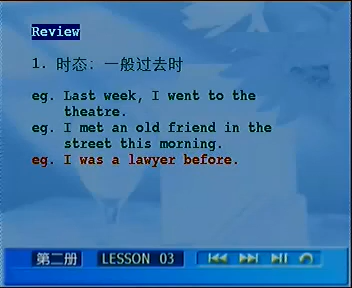 Review
1. 时态: 一般过去时
eg. Last week, I went to the
theatre.
eg. I met an old friend in the
street this morning.
eg. I was a lawyer before.
第二册 LESSON 03